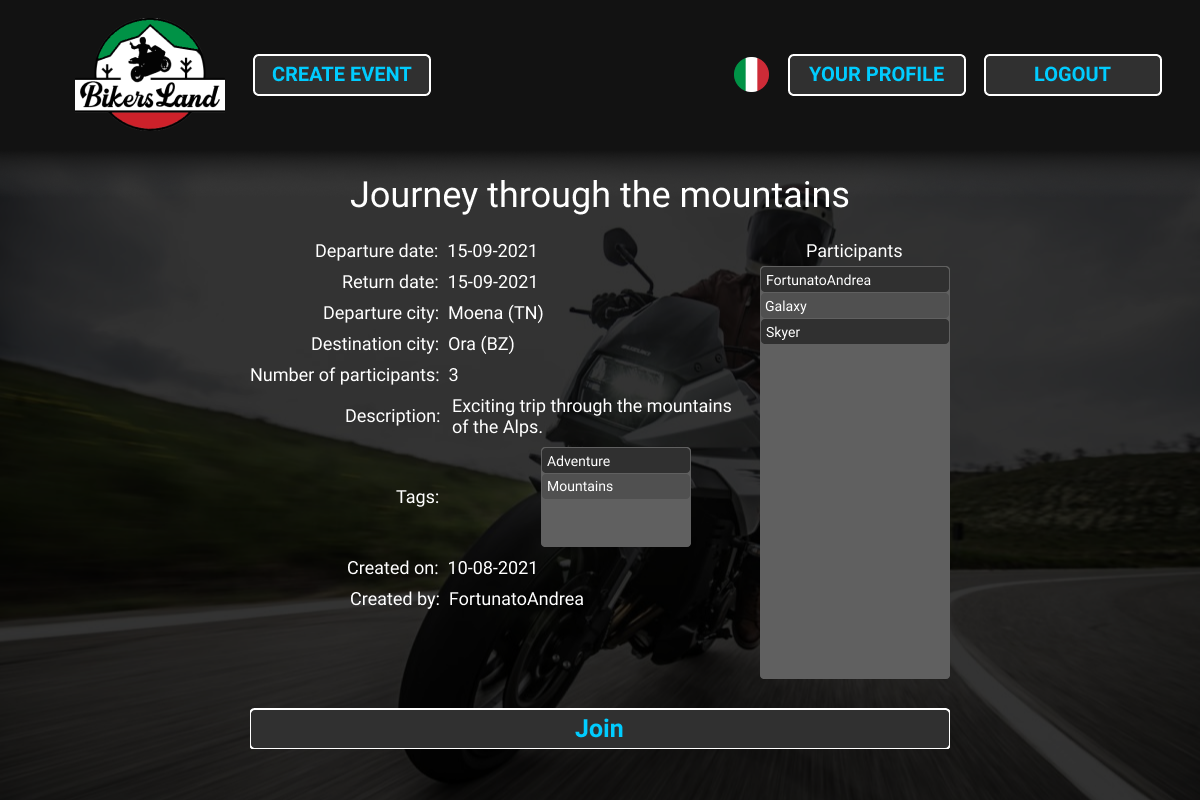 BikersLand
CREATE EVENT
YOUR PROFILE
LOGOUT
Journey through the mountains
Departure date: 15-09-2021
Return date: 15-09-2021
Departure city: Moena (TN)
Destination city: Ora (BZ)
Number of participants: 3
Description: Exciting trip through the mountains
of the Alps.
Tags:
Adventure
Mountains
Created on: 10-08-2021
Created by: FortunatoAndrea
Participants
FortunatoAndrea
Galaxy
Skyer
SUZUKI
Join